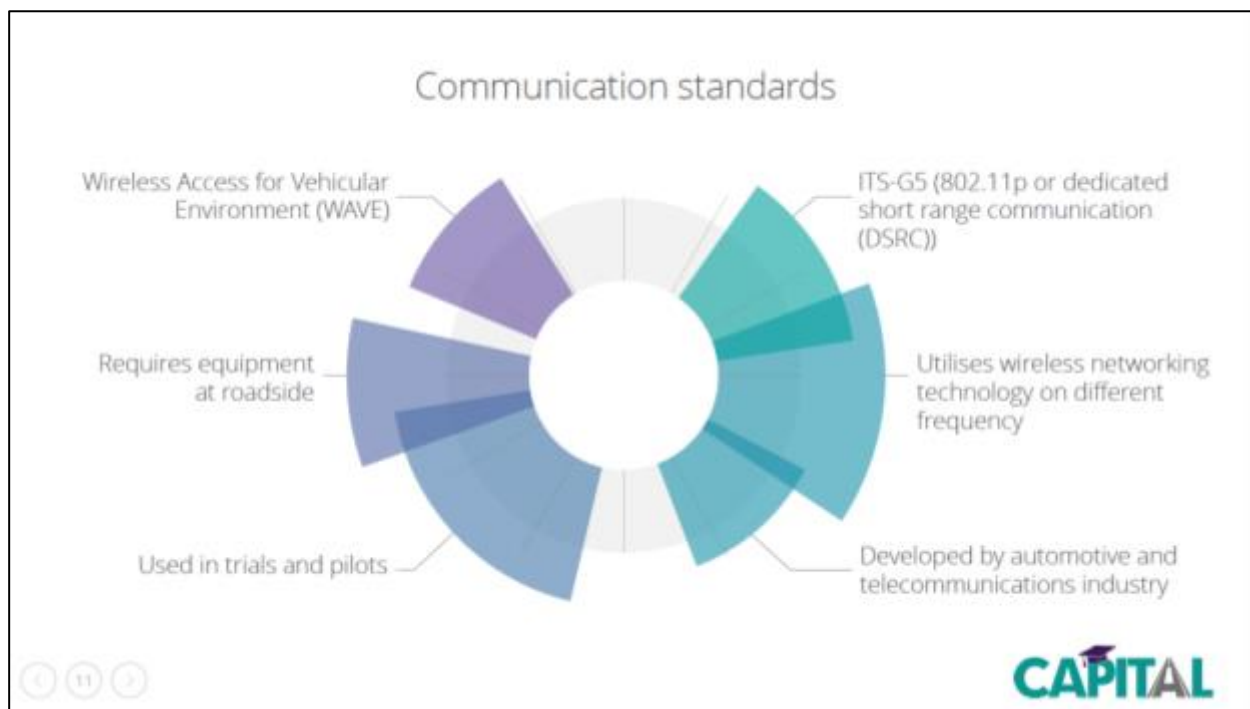 Communication standards
Wireless Access for Vehicular
Environment (WAVE)
Requires equipment
at roadside
Used in trials and pilots
ITS-G5 (802.11p or dedicated
short range communication
(DSRC))
Utilises wireless networking
technology on different
frequency
Developed by automotive and
telecommunications industry
11
CAPITAL